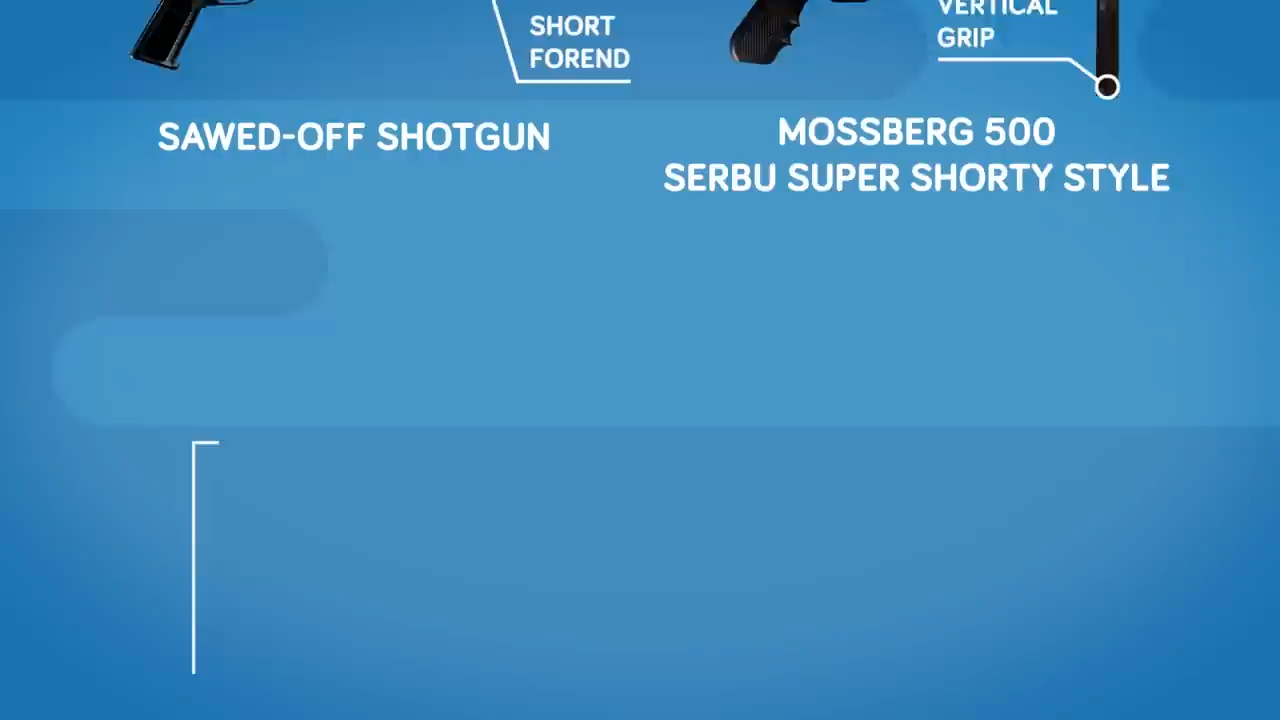 SHORT
FOREND
VERTICAL
GRIP
SAWED-OFF SHOTGUN
MOSSBERG 500
SERBU SUPER SHORTY STYLE